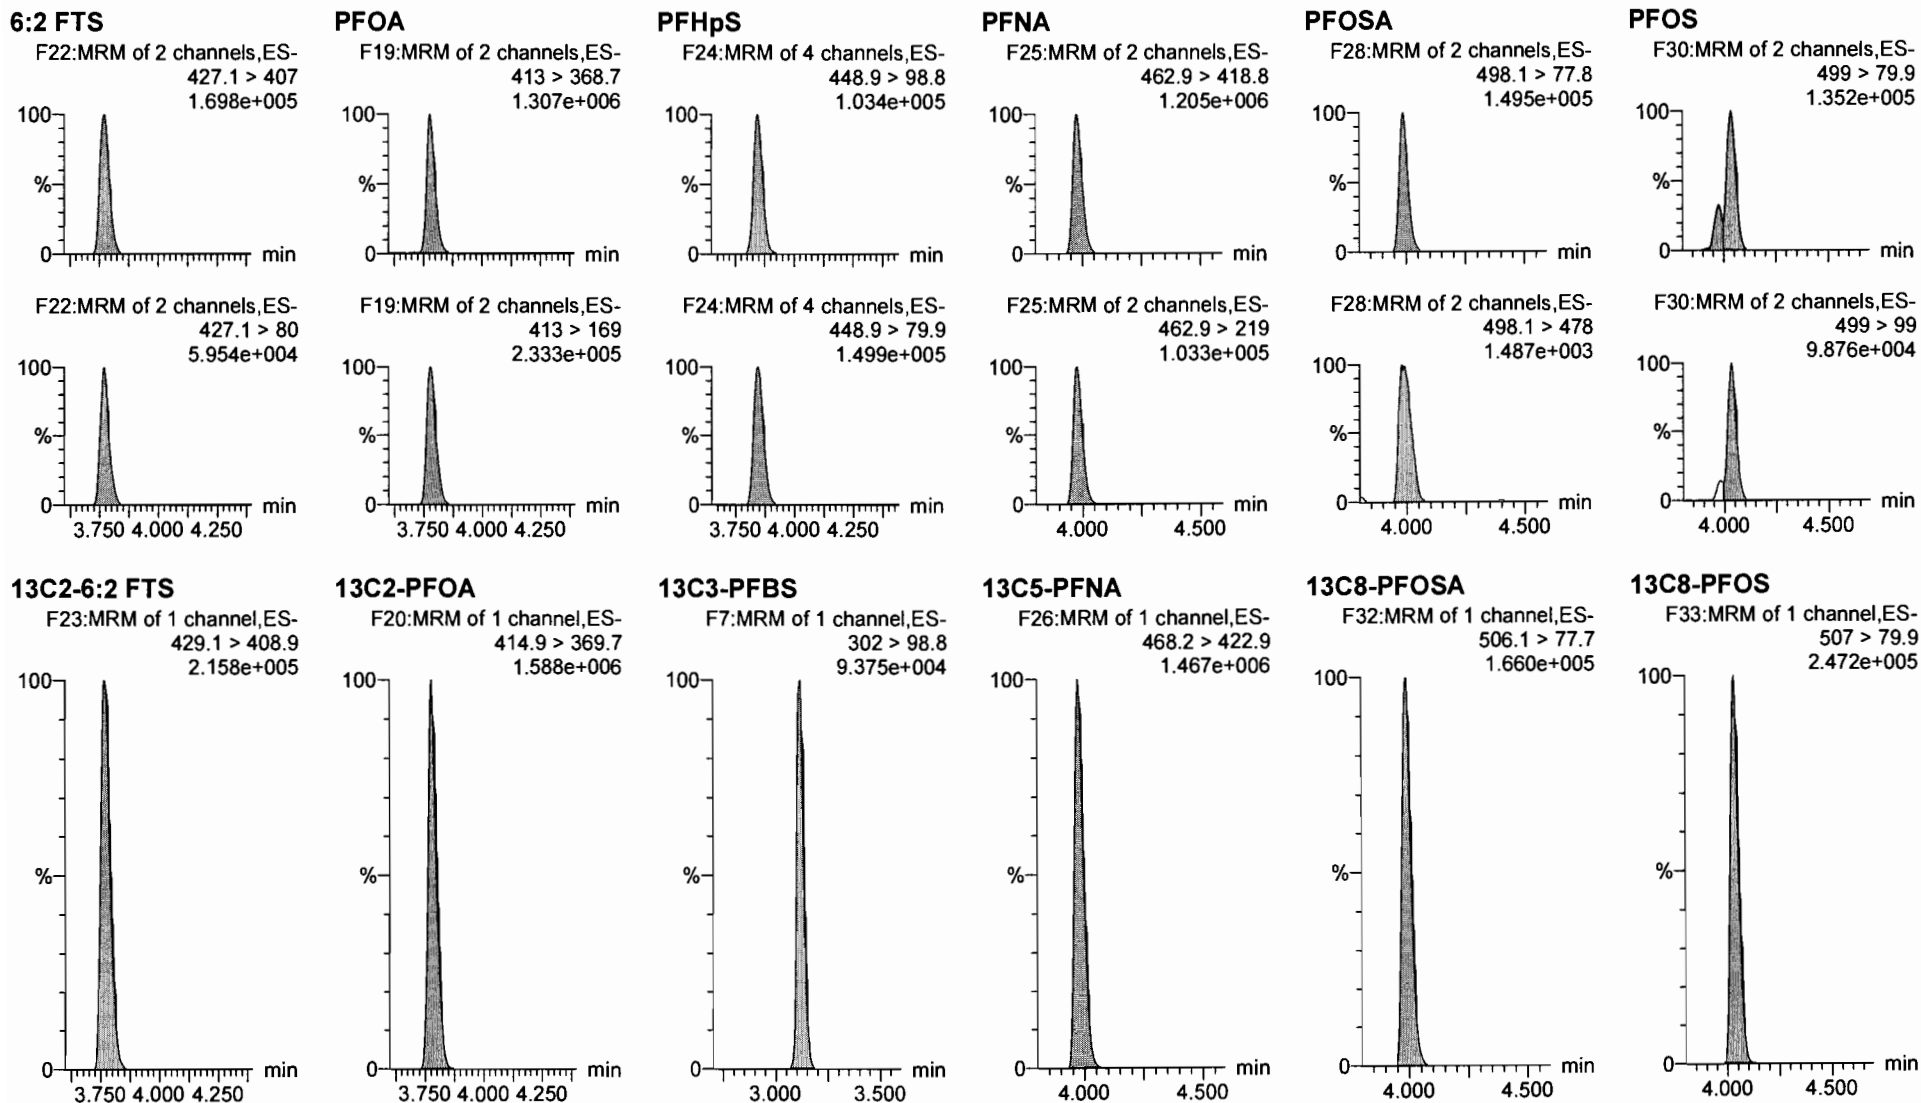 6:2 FTS
F22:MRM of 2 channels,ES-
427.1 > 407
1.698e+005
100
%
0
min
PFOA
F19:MRM of 2 channels,ES-
413 > 368.7
1.307e+006
100
%
0
min
PFHpS
F24:MRM of 4 channels,ES-
448.9 > 98.8
1.034e+005
100
%
0
min
PFNA
F25:MRM of 2 channels,ES-
462.9 > 418.8
1.205e+006
100
%
0
min
PFOSA
F28:MRM of 2 channels,ES-
498.1 > 77.8
1.495e+005
100
%
0
min
PFOS
F30:MRM of 2 channels,ES-
499 > 79.9
1.352e+005
100
%
0
min
F22:MRM of 2 channels,ES-
427.1 > 80
5.954e+004
100
%
0
min
3.750 4.000 4.250
F19:MRM of 2 channels,ES-
413 > 169
2.333e+005
100
%
0
min
3.750 4.000 4.250
F24:MRM of 4 channels,ES-
448.9 > 79.9
1.499e+005
100
%
0
min
3.750 4.000 4.250
F25:MRM of 2 channels,ES-
462.9 > 219
1.033e+005
100
%
0
min
4.000 4.500
F28:MRM of 2 channels,ES-
498.1 > 478
1.487e+003
100
%
0
min
4.000 4.500
F30:MRM of 2 channels,ES-
499 > 99
9.876e+004
100
%
0
min
4.000 4.500
13C2-6:2 FTS
F23:MRM of 1 channel,ES-
429.1 > 408.9
2.158e+005
100
%
0
min
3.750 4.000 4.250
13C2-PFOA
F20:MRM of 1 channel,ES-
414.9 > 369.7
1.588e+006
100
%
0
min
3.750 4.000 4.250
13C3-PFBS
F7:MRM of 1 channel,ES-
302 > 98.8
9.375e+004
100
%
0
min
3.000 3.500
13C5-PFNA
F26:MRM of 1 channel,ES-
468.2 > 422.9
1.467e+006
100
%
0
min
4.000 4.500
13C8-PFOSA
F32:MRM of 1 channel,ES-
506.1 > 77.7
1.660e+005
100
%
0
min
4.000 4.500
13C8-PFOS
F33:MRM of 1 channel,ES-
507 > 79.9
2.472e+005
100
%
0
min
4.000 4.500